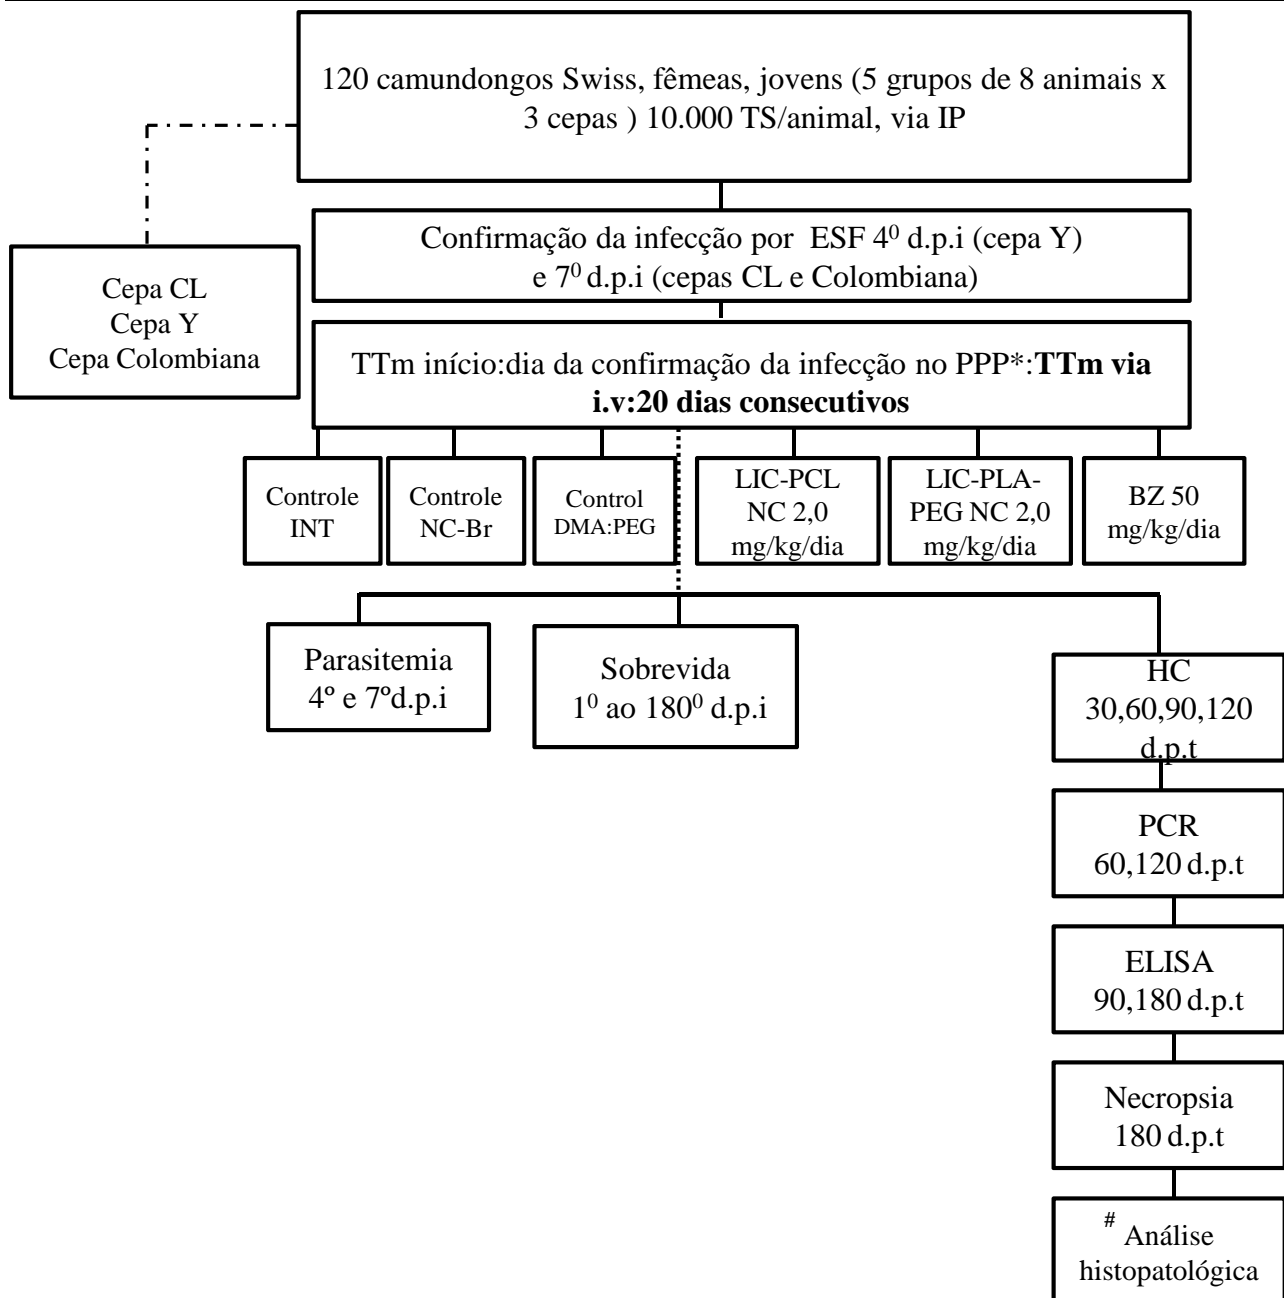 120 camundongos Swiss, fêmeas, jovens (5 grupos de 8 animais x
3 cepas ) 10.000 TS/animal, via IP
Confirmação da infecção por ESF 4⁰ d.p.i (cepa Y)
e 7⁰ d.p.i (cepas CL e Colombiana)
Cepa CL
Cepa Y
Cepa Colombiana
TTm início:dia da confirmação da infecção no PPP*:TTm via
i.v:20 dias consecutivos
Controle
INT
Controle
NC-Br
Control
DMA:PEG
LIC-PCL
NC 2,0
mg/kg/dia
LIC-PLA-
PEG NC 2,0
mg/kg/dia
BZ 50
mg/kg/dia
Parasitemia
4º e 7ºd.p.i
Sobrevida
1⁰ ao 180⁰ d.p.i
HC
30,60,90,120
d.p.t
PCR
60,120 d.p.t
ELISA
90,180 d.p.t
Necropsia
180 d.p.t
# Análise
histopatológica